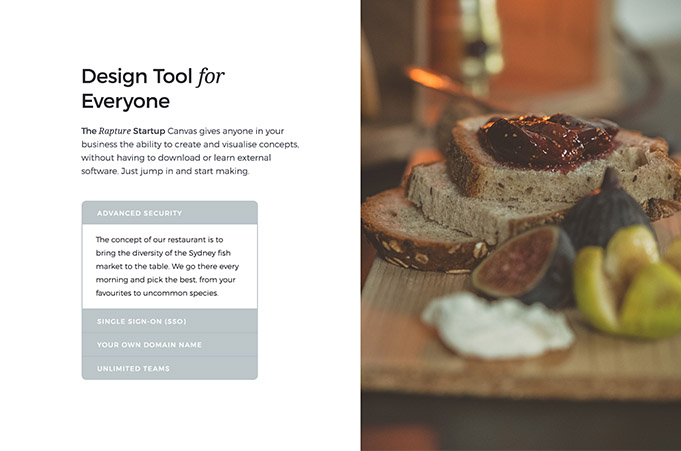 Design Tool for
Everyone
The Rapture Startup Canvas gives anyone in your
business the ability to create and visualise concepts,
without having to download or learn external
software. Just jump in and start making.
ADVANCED SECURITY
The concept of our restaurant is to
bring the diversity of the Sydney fish
market to the table. We go there every
morning and pick the best, from your
favourites to uncommon species.
SINGLE SIGN-ON (SSO)
YOUR OWN DOMAIN NAME
UNLIMITED TEAMS